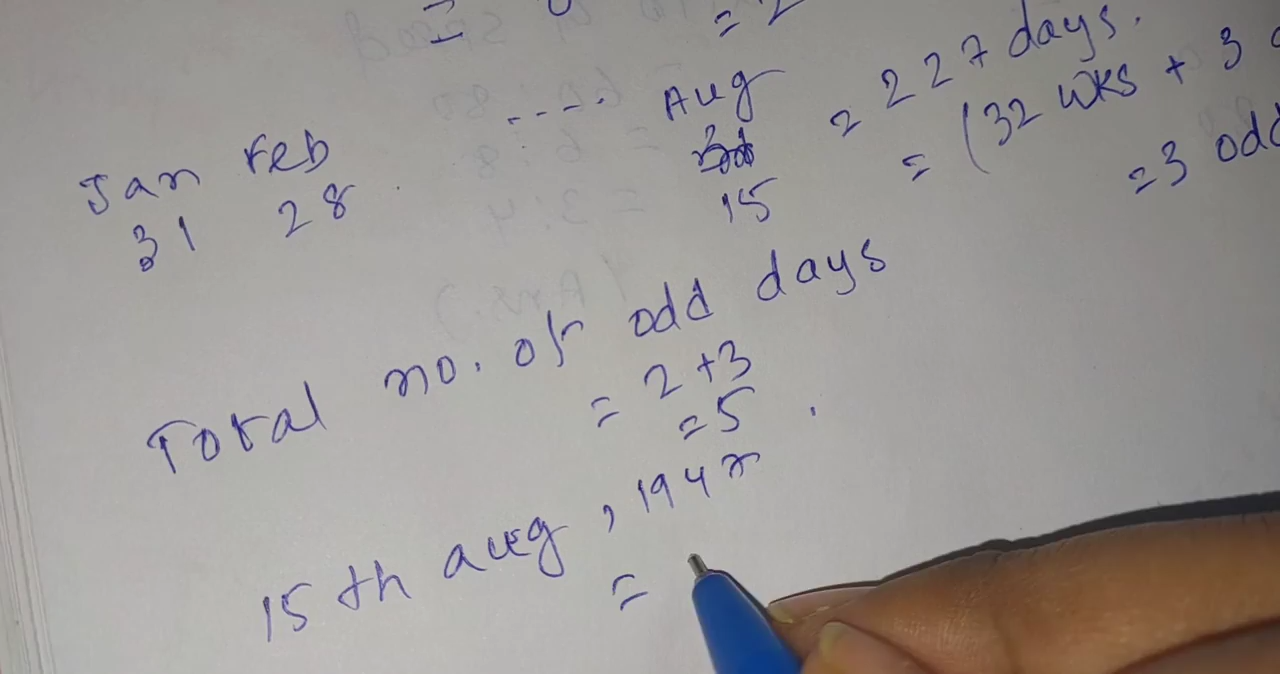 = 2
Jan Feb ---- Aug = 227 days.
31 28 15 = (32 wks + 3
= 3 odd
Total no. of odd days
= 2+3
= 5
15th aug, 1947
=